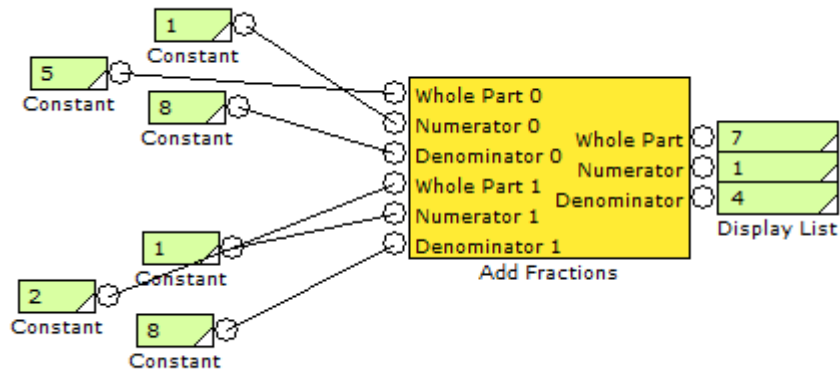 1
Constant
5
Constant
8
Constant
1
Constant
2
Constant
8
Constant
Whole Part 0
Numerator 0
Denominator 0
Whole Part 1
Numerator 1
Denominator 1
Whole Part
Numerator
Denominator
Add Fractions
7
1
4
Display List